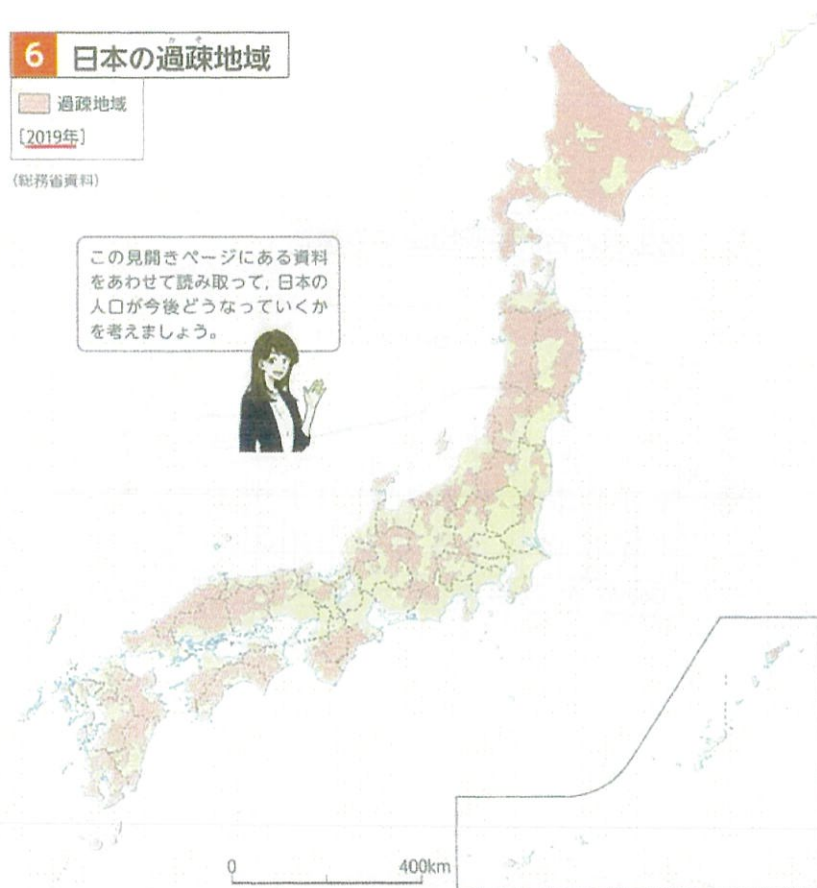 6 日本の過疎地域
か そ
過疎地域
[2019年]
(総務省資料)
この見開きページにある資料
をあわせて読み取って,日本の
人口が今後どうなっていくか
を考えましょう。
0 400km